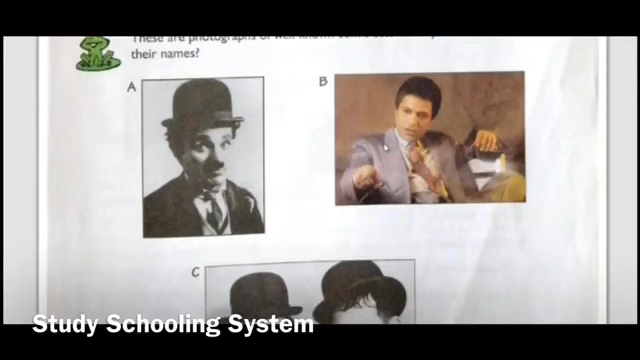 These are photographs of well known
their names?
A
B
C
Study Schooling System